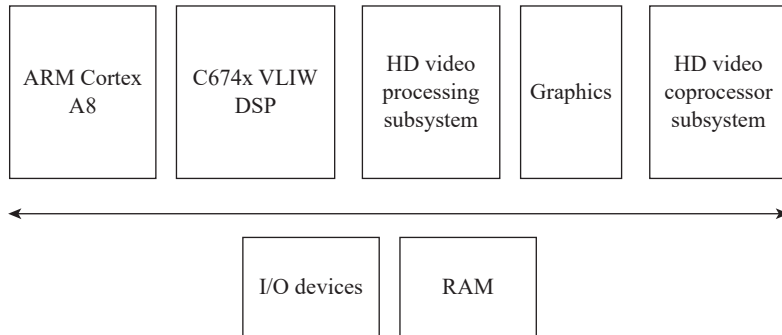 ARM Cortex
A8
C674x VLIW
DSP
HD video
processing
subsystem
Graphics
HD video
coprocessor
subsystem
I/O devices
RAM